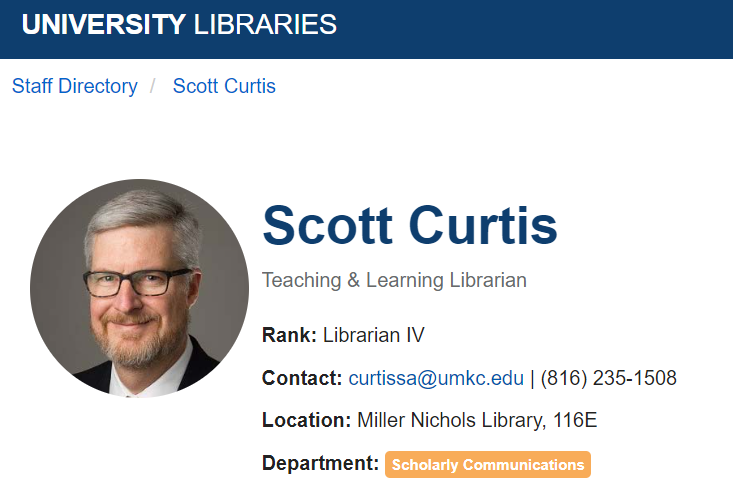 UNIVERSITY LIBRARIES
Staff Directory / Scott Curtis
Scott Curtis
Teaching & Learning Librarian
Rank: Librarian IV
Contact: curtissa@umkc.edu | (816) 235-1508
Location: Miller Nichols Library, 116E
Department: Scholarly Communications